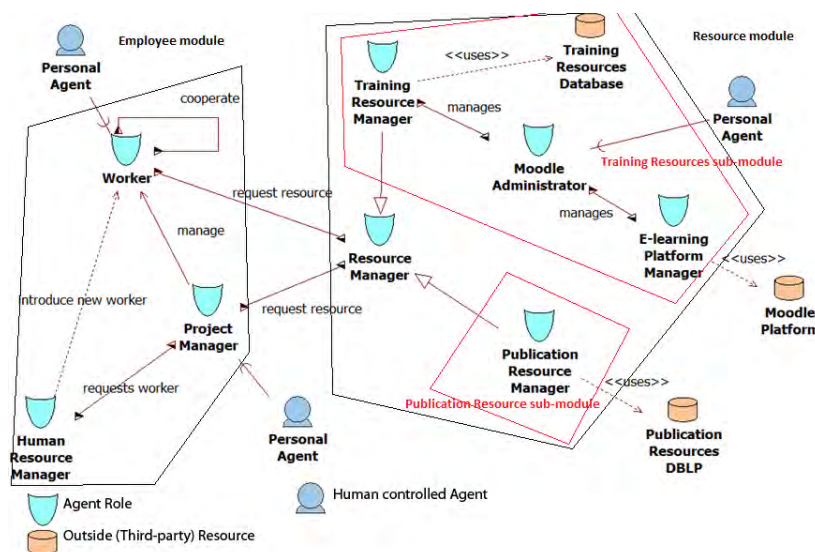 Employee module
Resource module
Personal
Agent
cooperate
Worker
Training
Resource
Manager
<<uses>>
Training
Resources
Database
manages
Personal
Agent
Moodle
Administrator
Training Resources sub-module
request resource
manages
manage
Resource
Manager
E-learning
Platform
Manager
<<uses>>
Moodle
Platform
introduce new worker
Project
Manager
request resource
requests worker
Publication
Resource
Manager
<<uses>>
Publication Resource sub-module
Human
Resource
Manager
Personal
Agent
Publication
Resources
DBLP
Human controlled Agent
Agent Role
Outside (Third-party) Resource